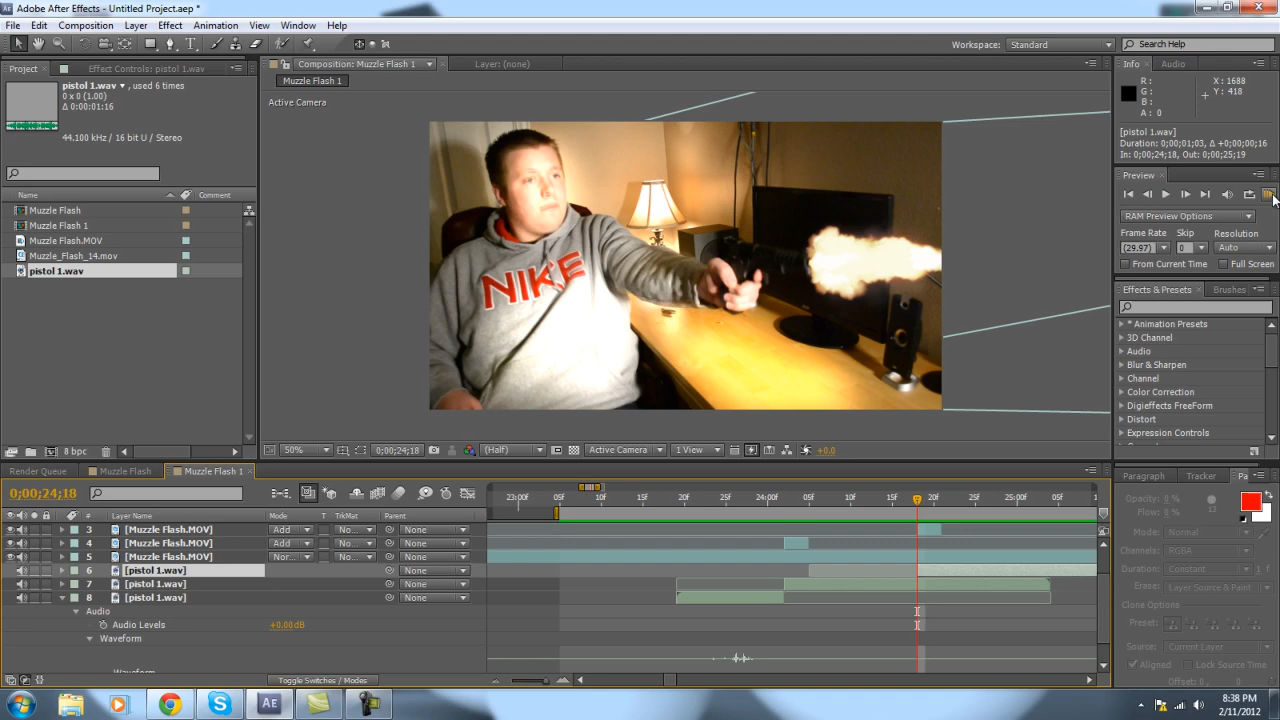 Adobe After Effects - Untitled Project.aep *
File Edit Composition Layer Effect Animation View Window Help
Workspace: Standard Search Help
Project Effect Controls: pistol 1.wav
pistol 1.wav ▾, used 6 times
0 x 0 (1.00)
Δ 0:00:01:16
44.100 kHz / 16 bit U / Stereo
Name Comment
Muzzle Flash
Muzzle Flash 1
Muzzle Flash.MOV
Muzzle_Flash_14.mov
pistol 1.wav
8 bpc
Composition: Muzzle Flash 1 Layer: (none)
Muzzle Flash 1
Active Camera
NIKE
50% 0;00;24;18 (Half) Active Camera 1 View +0.0
Info Audio
R : X : 1688
G : Y : 418
B :
A : 0
[pistol 1.wav]
Duration: 0;00;01;03, Δ +0;00;00;16
In: 0;00;24;18, Out: 0;00;25;19
Preview
RAM Preview Options
Frame Rate Skip Resolution
(29.97) 0 Auto
From Current Time Full Screen
Effects & Presets Brushes
* Animation Presets
3D Channel
Audio
Blur & Sharpen
Channel
Color Correction
Digieffects FreeForm
Distort
Expression Controls
Render Queue Muzzle Flash Muzzle Flash 1
0;00;24;18
# Layer Name Mode T TrkMat Parent
23:00f 05f 10f 15f 20f 24:00f 05f 10f 15f 20f 25:00f 05f 1
3 [Muzzle Flash.MOV] Add No... None
4 [Muzzle Flash.MOV] Add No... None
5 [Muzzle Flash.MOV] Nor... No... None
6 [pistol 1.wav] None
7 [pistol 1.wav] None
8 [pistol 1.wav] None
Audio
Audio Levels +0.00dB
Waveform
Waveform
Toggle Switches / Modes
Paragraph Tracker Pa
Opacity: 0 %
Flow: 0 % 13
Mode: Normal
Channels: RGBA
Duration: Constant 1 f
Erase: Layer Source & Paint
Clone Options
Preset:
Source: Current Layer
Aligned Lock Source Time
Offset: 0 , 0
8:38 PM
2/11/2012